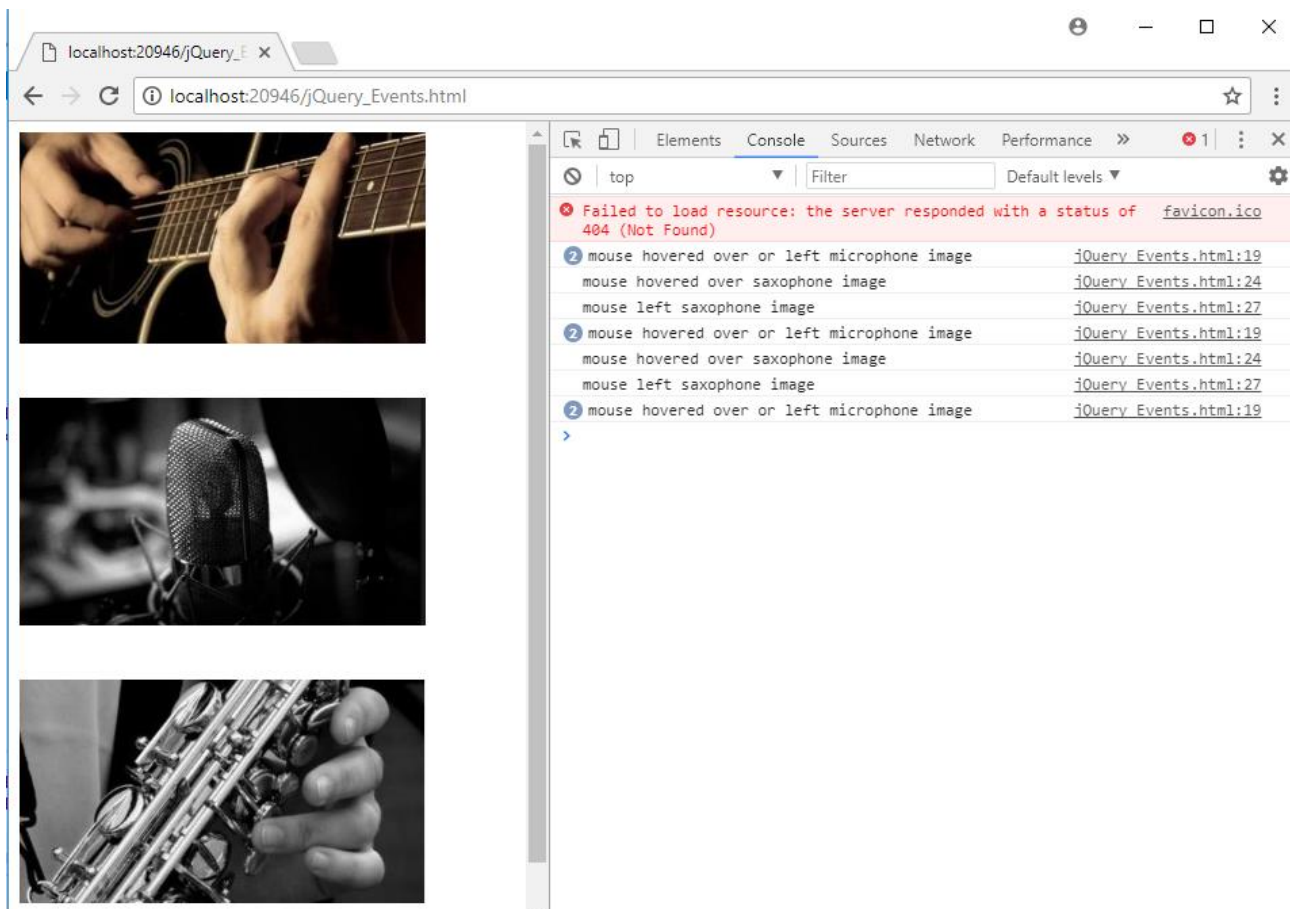 localhost:20946/jQuery_E
localhost:20946/jQuery_Events.html
Elements Console Sources Network Performance » 1
top Filter Default levels
Failed to load resource: the server responded with a status of favicon.ico
404 (Not Found)
2 mouse hovered over or left microphone image jQuery Events.html:19
mouse hovered over saxophone image jQuery Events.html:24
mouse left saxophone image jQuery Events.html:27
2 mouse hovered over or left microphone image jQuery Events.html:19
mouse hovered over saxophone image jQuery Events.html:24
mouse left saxophone image jQuery Events.html:27
2 mouse hovered over or left microphone image jQuery Events.html:19